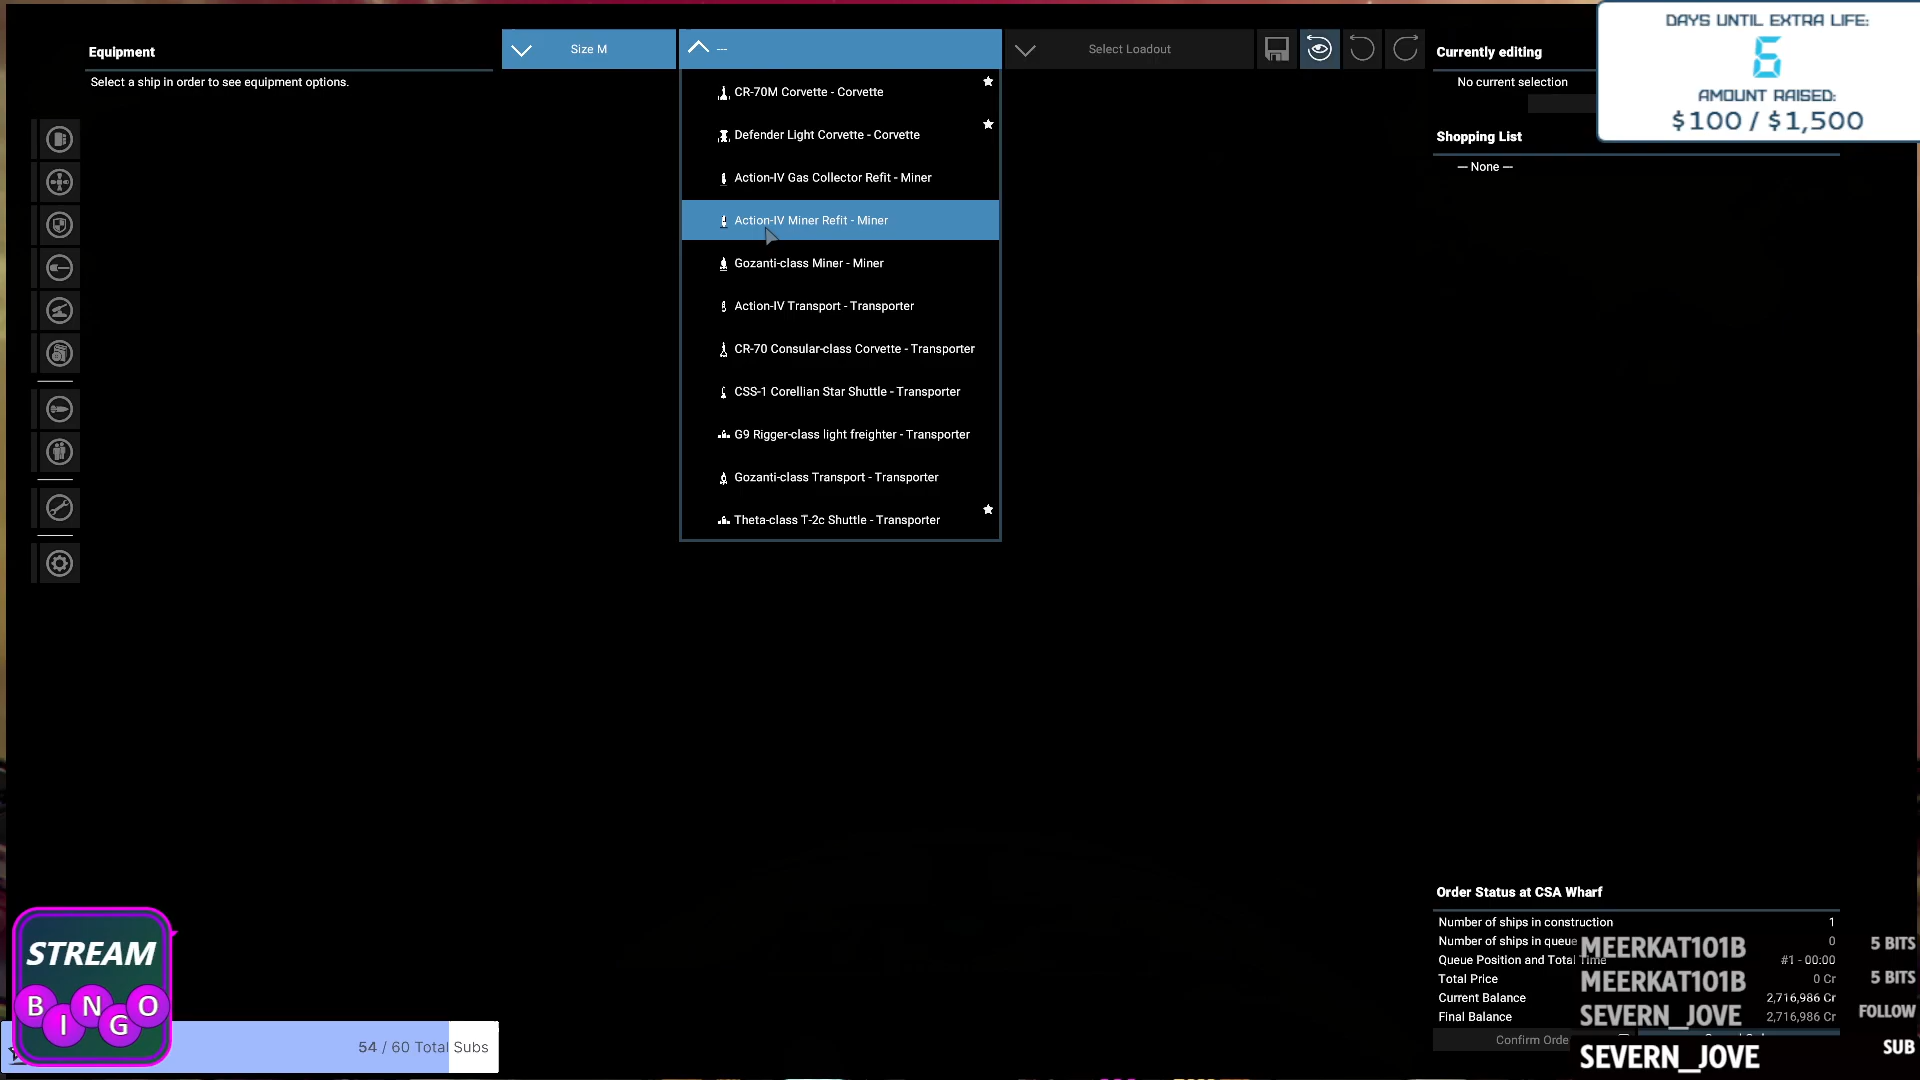 Equipment
Select a ship in order to see equipment options.
Size M
---
Select Loadout
CR-70M Corvette - Corvette
Defender Light Corvette - Corvette
Action-IV Gas Collector Refit - Miner
Action-IV Miner Refit - Miner
Gozanti-class Miner - Miner
Action-IV Transport - Transporter
CR-70 Consular-class Corvette - Transporter
CSS-1 Corellian Star Shuttle - Transporter
G9 Rigger-class light freighter - Transporter
Gozanti-class Transport - Transporter
Theta-class T-2c Shuttle - Transporter
Currently editing
No current selection
Shopping List
— None —
DAYS UNTIL EXTRA LIFE:
6
AMOUNT RAISED:
$100 / $1,500
Order Status at CSA Wharf
Number of ships in construction 1
Number of ships in queue 0
Queue Position and Total Time #1 - 00:00
Total Price 0 Cr
Current Balance 2,716,986 Cr
Final Balance 2,716,986 Cr
Confirm Orde
MEERKAT101B 5 BITS
MEERKAT101B 5 BITS
SEVERN_JOVE FOLLOW
SEVERN_JOVE SUB
STREAM
BINGO
54 / 60 Total Subs